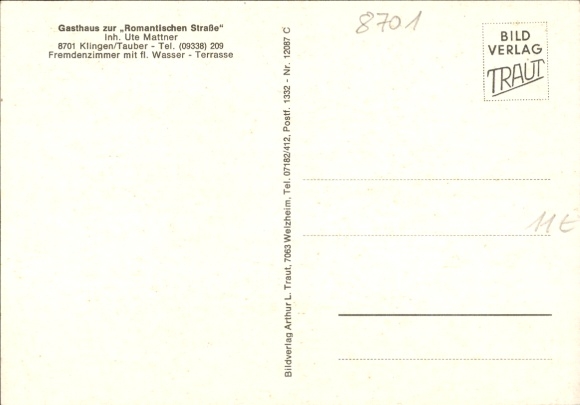 Gasthaus zur „Romantischen Straße“
Inh. Ute Mattner
8701 Klingen/Tauber - Tel. (09338) 209
Fremdenzimmer mit fl. Wasser - Terrasse
Bildverlag Arthur L. Traut, 7063 Welzheim, Tel. 07182/412, Postf. 1332 - Nr. 12087 C
8701
BILD
VERLAG
TRAUT
11E